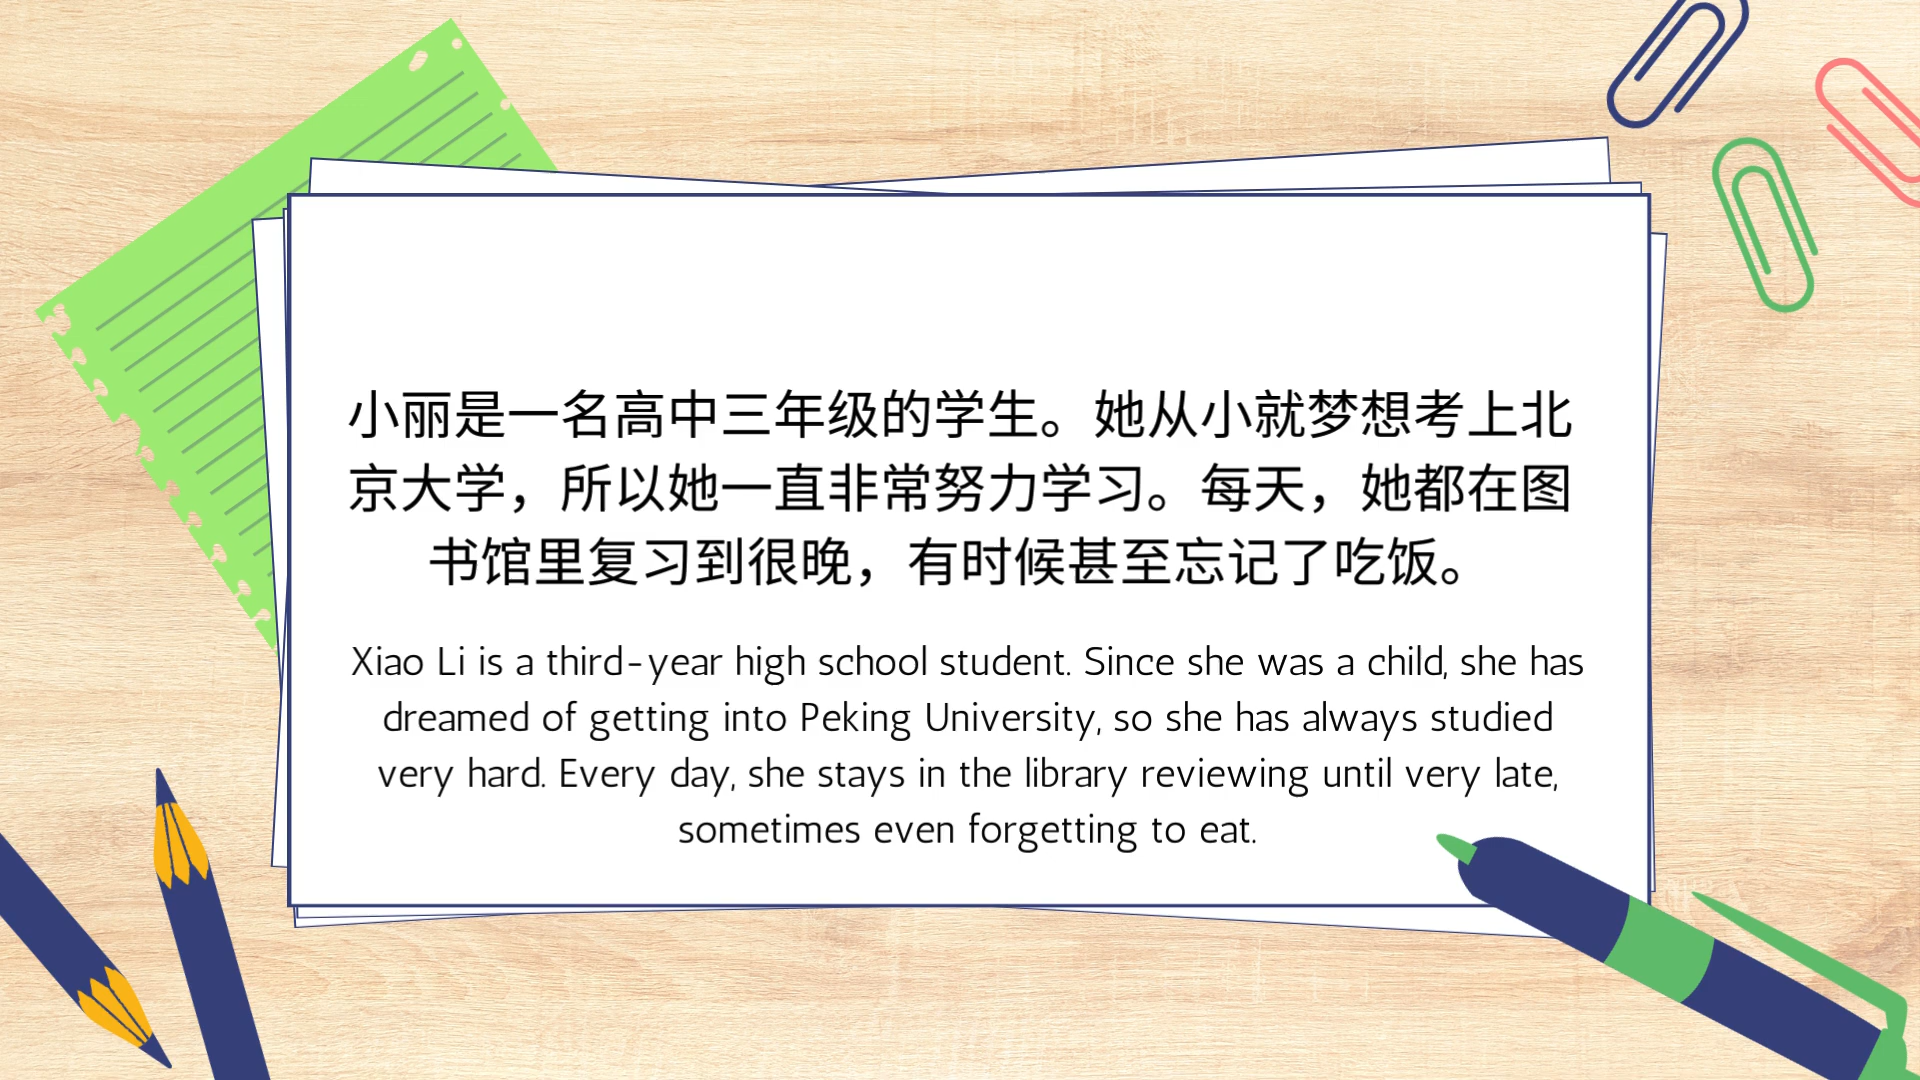 小丽是一名高中三年级的学生。她从小就梦想考上北
京大学，所以她一直非常努力学习。每天，她都在图
书馆里复习到很晚，有时候甚至忘记了吃饭。
Xiao Li is a third-year high school student. Since she was a child, she has
dreamed of getting into Peking University, so she has always studied
very hard. Every day, she stays in the library reviewing until very late,
sometimes even forgetting to eat.